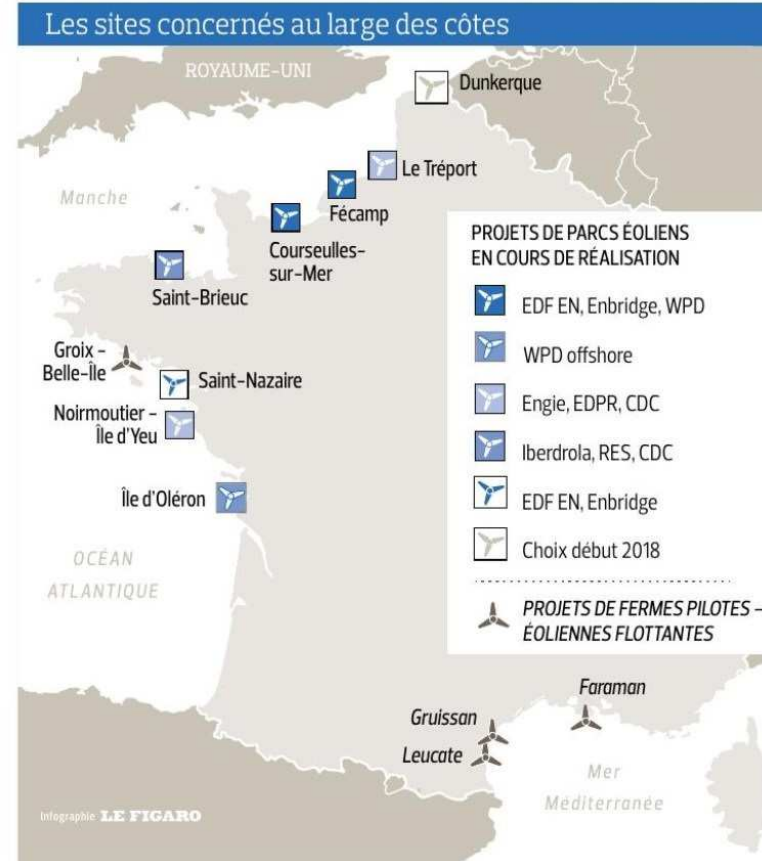 Les sites concernés au large des côtes
ROYAUME-UNI
Dunkerque
Le Tréport
Manche
Fécamp
Courseulles-
sur-Mer
Saint-Brieuc
Groix –
Belle-Île
Saint-Nazaire
Noirmoutier –
Île d'Yeu
Île d'Oléron
OCÉAN
ATLANTIQUE
PROJETS DE PARCS ÉOLIENS
EN COURS DE RÉALISATION
EDF EN, Enbridge, WPD
WPD offshore
Engie, EDPR, CDC
Iberdrola, RES, CDC
EDF EN, Enbridge
Choix début 2018
PROJETS DE FERMES PILOTES –
ÉOLIENNES FLOTTANTES
Faraman
Gruissan
Leucate
Mer
Méditerranée
Infographie LE FIGARO